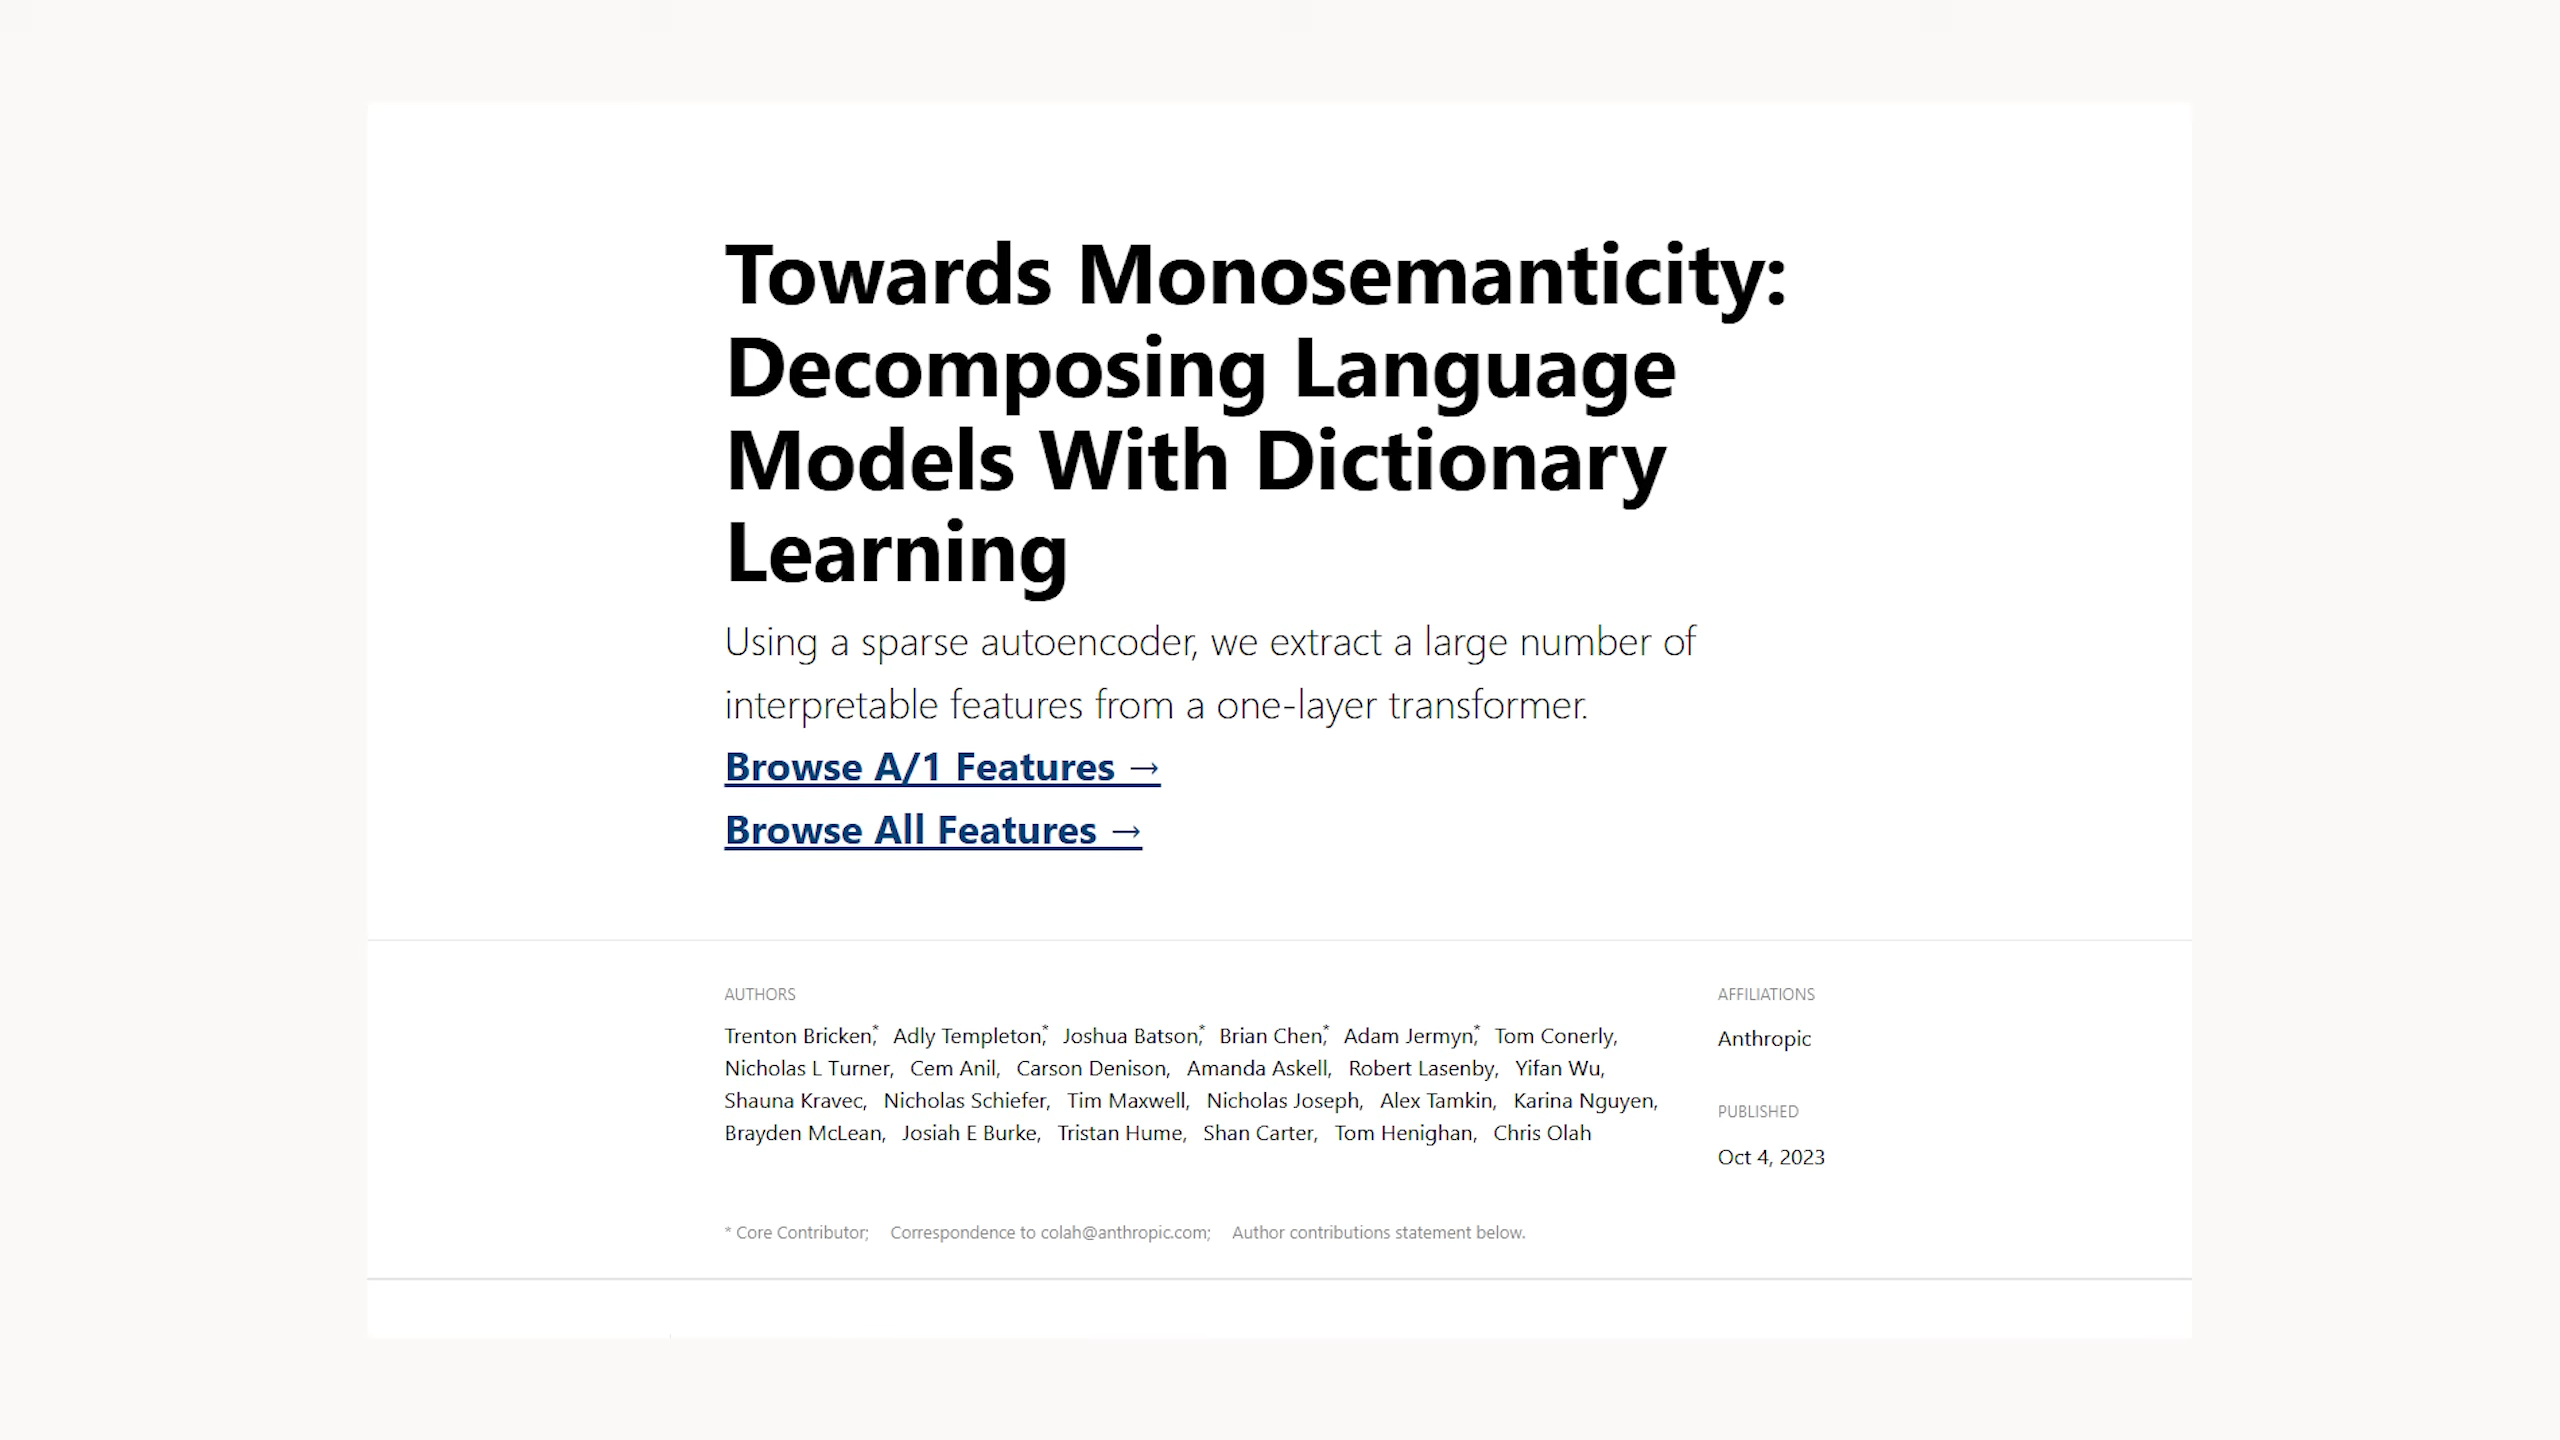 Towards Monosemanticity:
Decomposing Language
Models With Dictionary
Learning
Using a sparse autoencoder, we extract a large number of
interpretable features from a one-layer transformer.
Browse A/1 Features →
Browse All Features →
AUTHORS
Trenton Bricken,* Adly Templeton,* Joshua Batson,* Brian Chen,* Adam Jermyn,* Tom Conerly,
Nicholas L Turner, Cem Anil, Carson Denison, Amanda Askell, Robert Lasenby, Yifan Wu,
Shauna Kravec, Nicholas Schiefer, Tim Maxwell, Nicholas Joseph, Alex Tamkin, Karina Nguyen,
Brayden McLean, Josiah E Burke, Tristan Hume, Shan Carter, Tom Henighan, Chris Olah
AFFILIATIONS
Anthropic
PUBLISHED
Oct 4, 2023
* Core Contributor; Correspondence to colah@anthropic.com; Author contributions statement below.